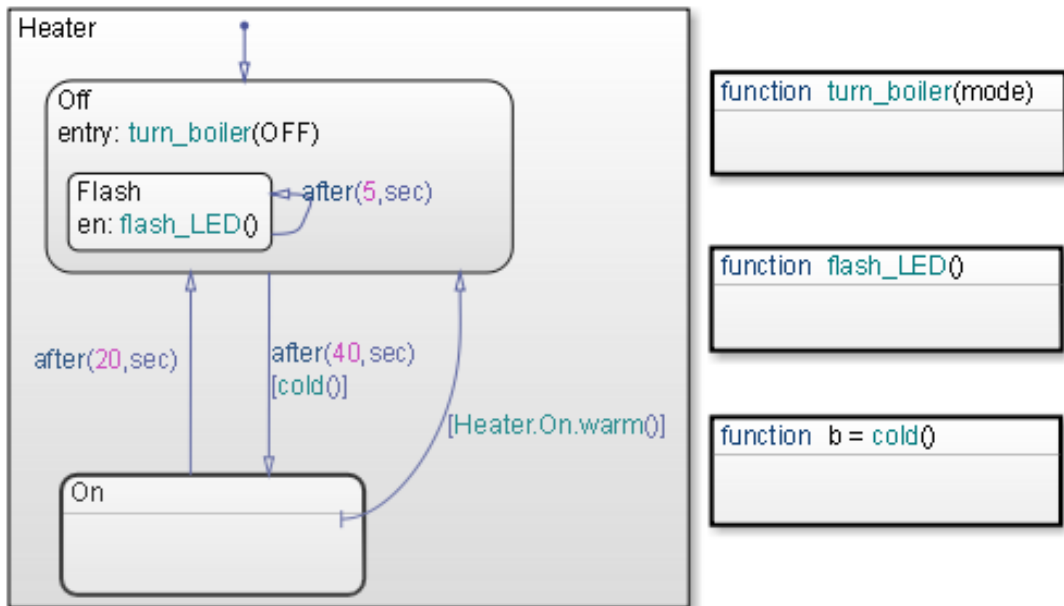 Heater
Off
entry: turn_boiler(OFF)
Flash
en: flash_LED()
after(5,sec)
after(20,sec)
after(40,sec)
[cold()]
[Heater.On.warm()]
On
function turn_boiler(mode)
function flash_LED()
function b = cold()